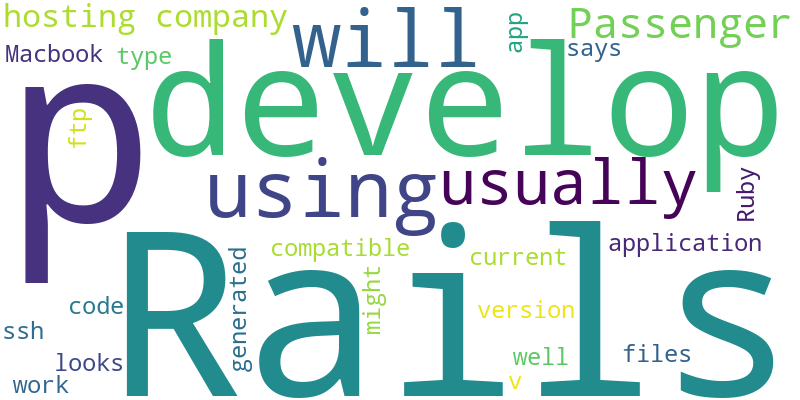 hosting company
will
app
Passenger
Macbook
type
says
p
develop
ftp
using
usually
Ruby
Rails
compatible
current
application
generated
might
code
version
ssh
looks
well
files
work
v